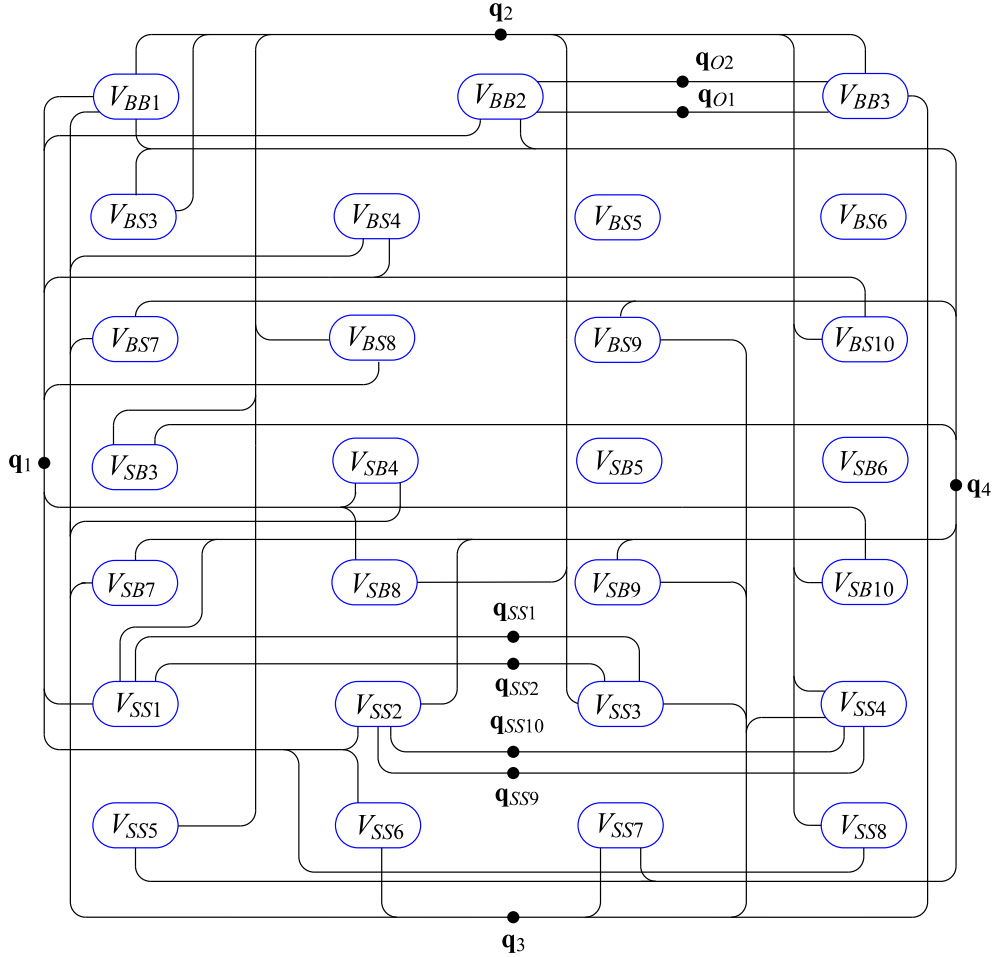 q2
qO2
VBB1 VBB2 qO1 VBB3
VBS3 VBS4 VBS5 VBS6
VBS7 VBS8 VBS9 VBS10
q1 VSB3 VSB4 VSB5 VSB6
q4
VSB7 VSB8 VSB9 VSB10
qSS1
qSS2
VSS1 VSS2 VSS3 VSS4
qSS10
qSS9
VSS5 VSS6 VSS7 VSS8
q3